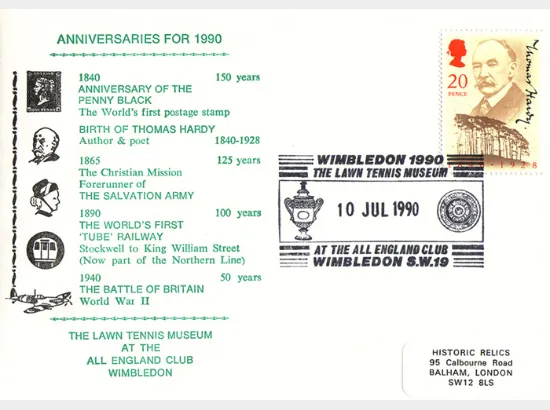 ANNIVERSARIES FOR 1990
1840 150 years
ANNIVERSARY OF THE
PENNY BLACK
The World's first postage stamp
BIRTH OF THOMAS HARDY
Author & poet 1840-1928
1865 125 years
The Christian Mission
Forerunner of
THE SALVATION ARMY
1890 100 years
THE WORLD'S FIRST
'TUBE' RAILWAY
Stockwell to King William Street
(Now part of the Northern Line)
1940 50 years
THE BATTLE OF BRITAIN
World War II
THE LAWN TENNIS MUSEUM
AT THE
ALL ENGLAND CLUB
WIMBLEDON
20
PENCE
Thomas Hardy.
WIMBLEDON 1990
THE LAWN TENNIS MUSEUM
10 JUL 1990
AT THE ALL ENGLAND CLUB
WIMBLEDON S.W.19
HISTORIC RELICS
95 Calbourne Road
BALHAM, LONDON
SW12 8LS